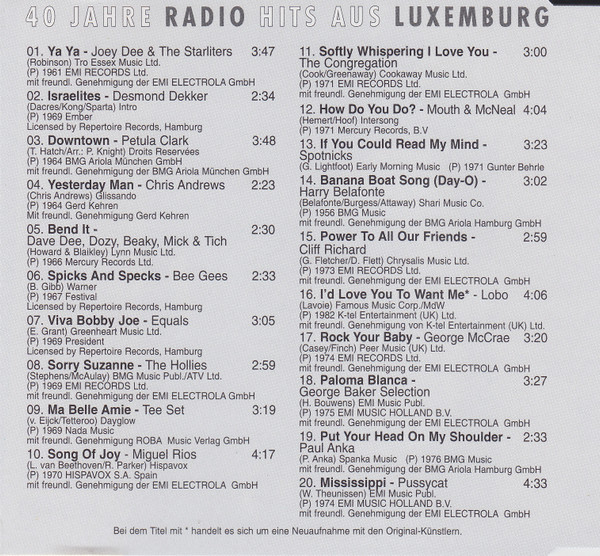 40 JAHRE RADIO HITS AUS LUXEMBURG
01. Ya Ya - Joey Dee & The Starliters 3:47
(Robinson) Tro Essex Music Ltd.
(P) 1961 EMI RECORDS Ltd.
mit freundl. Genehmigung der EMI ELECTROLA GmbH
02. Israelites - Desmond Dekker 2:34
(Dacres/Kong/Sparta) Intro
(P) 1969 Ember
Licensed by Repertoire Records, Hamburg
03. Downtown - Petula Clark 3:48
(T. Hatch/Arr.: P. Knight) Droits Reservées
(P) 1964 BMG Ariola München GmbH
mit freundl. Genehmigung der BMG Ariola München GmbH
04. Yesterday Man - Chris Andrews 2:23
(Chris Andrews) Glissando
(P) 1964 Gerd Kehren
Mit freundl. Genehmigung Gerd Kehren
05. Bend It - 2:30
Dave Dee, Dozy, Beaky, Mick & Tich
(Howard & Blaikley) Lynn Music Ltd.
(P) 1966 Mercury Records Ltd.
06. Spicks And Specks - Bee Gees 2:33
(B. Gibb) Warner
(P) 1967 Festival
Licensed by Repertoire Records, Hamburg
07. Viva Bobby Joe - Equals 3:05
(E. Grant) Greenheart Music Ltd.
(P) 1969 President
Licensed by Repertoire Records, Hamburg
08. Sorry Suzanne - The Hollies 2:59
(Stephens/McAulay) BMG Music Publ./ATV Ltd.
(P) 1969 EMI RECORDS Ltd.
mit freundl. Genehmigung der EMI ELECTROLA GmbH
09. Ma Belle Amie - Tee Set 3:19
(v. Eijck/Tetteroo) Dayglow
(P) 1969 Nada Music
mit freundl. Genehmigung ROBA Music Verlag GmbH
10. Song Of Joy - Miguel Rios 4:17
(L. van Beethoven/R. Parker) Hispavox
(P) 1970 HISPAVOX S.A. Spain
mit freundl. Genehmigung der EMI ELECTROLA GmbH
11. Softly Whispering I Love You - 3:00
The Congregation
(Cook/Greenaway) Cookaway Music Ltd.
(P) 1971 EMI RECORDS Ltd.
mit freundl. Genehmigung der EMI ELECTROLA GmbH
12. How Do You Do? - Mouth & McNeal 4:04
(Hemert/Hoof) Intersong
(P) 1971 Mercury Records, B.V
13. If You Could Read My Mind - 3:23
Spotnicks
(G. Lightfoot) Early Morning Music (P) 1971 Gunter Behrle
14. Banana Boat Song (Day-O) - 3:02
Harry Belafonte
(Belafonte/Burgess/Attaway) Shari Music Co.
(P) 1956 BMG Music
mit freundl. Genehmigung der BMG Ariola Hamburg GmbH
15. Power To All Our Friends - 2:59
Cliff Richard
(G. Fletcher/D. Flett) Chrysalis Music Ltd.
(P) 1973 EMI RECORDS Ltd.
mit freundl. Genehmigung der EMI ELECTROLA GmbH
16. I'd Love You To Want Me* - Lobo 4:06
(Lavoie) Famous Music Corp./MdW
(P) 1982 K-tel Entertainment (UK) Ltd.
mit freundl. Genehmigung von K-tel Entertainment (UK) Ltd.
17. Rock Your Baby - George McCrae 3:20
(Casey/Finch) Peer Music (UK) Ltd.
(P) 1974 EMI RECORDS Ltd.
mit freundl. Genehmigung der EMI ELECTROLA GmbH
18. Paloma Blanca - 3:27
George Baker Selection
(H. Bouwens) EMI Music Publ.
(P) 1975 EMI MUSIC HOLLAND B.V.
mit freundl. Genehmigung der EMI ELECTROLA GmbH
19. Put Your Head On My Shoulder - 2:33
Paul Anka
(P. Anka) Spanka Music (P) 1976 BMG Music
mit freundl. Genehmigung der BMG Ariola Hamburg GmbH
20. Mississippi - Pussycat 4:33
(W. Theunissen) EMI Music Publ.
(P) 1974 EMI MUSIC HOLLAND B.V.
mit freundl. Genehmigung der EMI ELECTROLA GmbH
Bei dem Titel mit * handelt es sich um eine Neuaufnahme mit den Original-Künstlern.